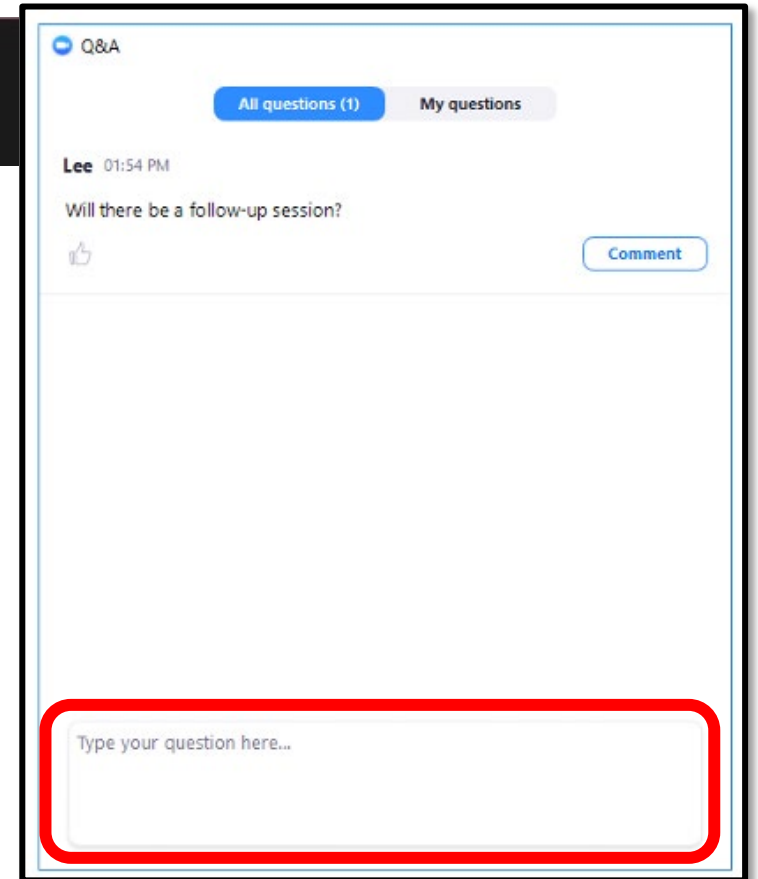 Q&A
All questions (1) My questions
Lee 01:54 PM
Will there be a follow-up session?
Comment
Type your question here...